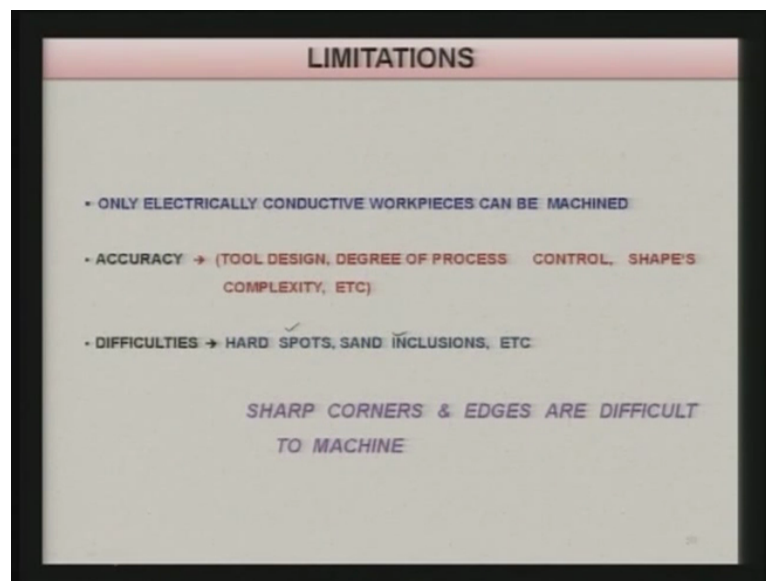 LIMITATIONS
• ONLY ELECTRICALLY CONDUCTIVE WORKPIECES CAN BE MACHINED
• ACCURACY → (TOOL DESIGN, DEGREE OF PROCESS CONTROL, SHAPE'S
COMPLEXITY, ETC)
• DIFFICULTIES → HARD SPOTS, SAND INCLUSIONS, ETC
SHARP CORNERS & EDGES ARE DIFFICULT
TO MACHINE